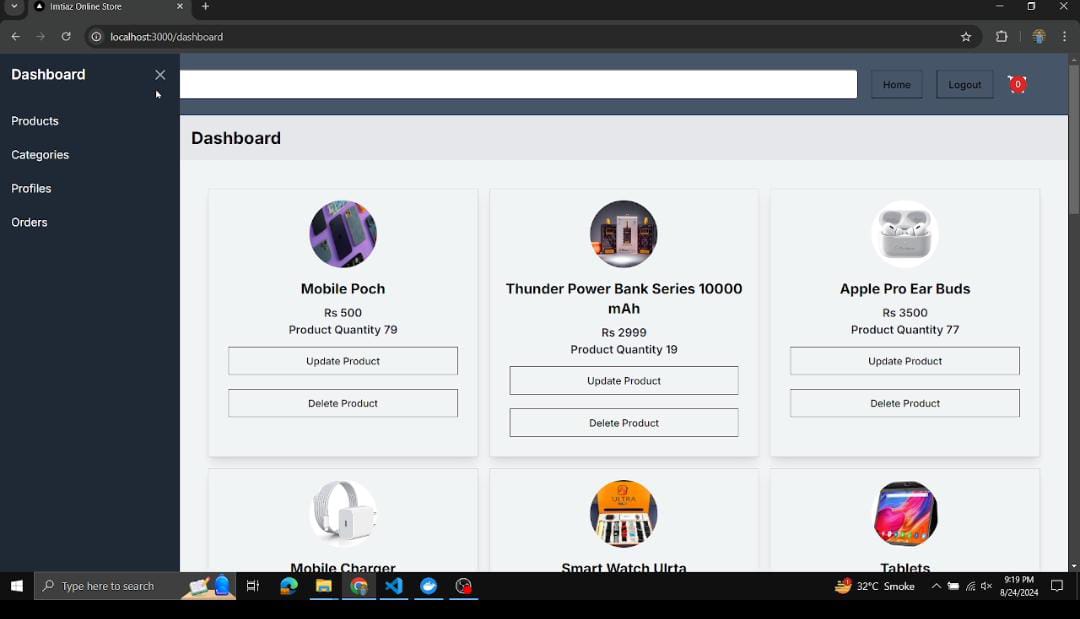 Imtiaz Online Store
localhost:3000/dashboard
Dashboard
Products
Categories
Profiles
Orders
Home
Logout
0
Dashboard
Mobile Poch
Rs 500
Product Quantity 79
Update Product
Delete Product
Thunder Power Bank Series 10000
mAh
Rs 2999
Product Quantity 19
Update Product
Delete Product
Apple Pro Ear Buds
Rs 3500
Product Quantity 77
Update Product
Delete Product
ULTRA
Mobile Charger
Smart Watch Ulrta
Tablets
Type here to search
32°C Smoke
9:19 PM
8/24/2024